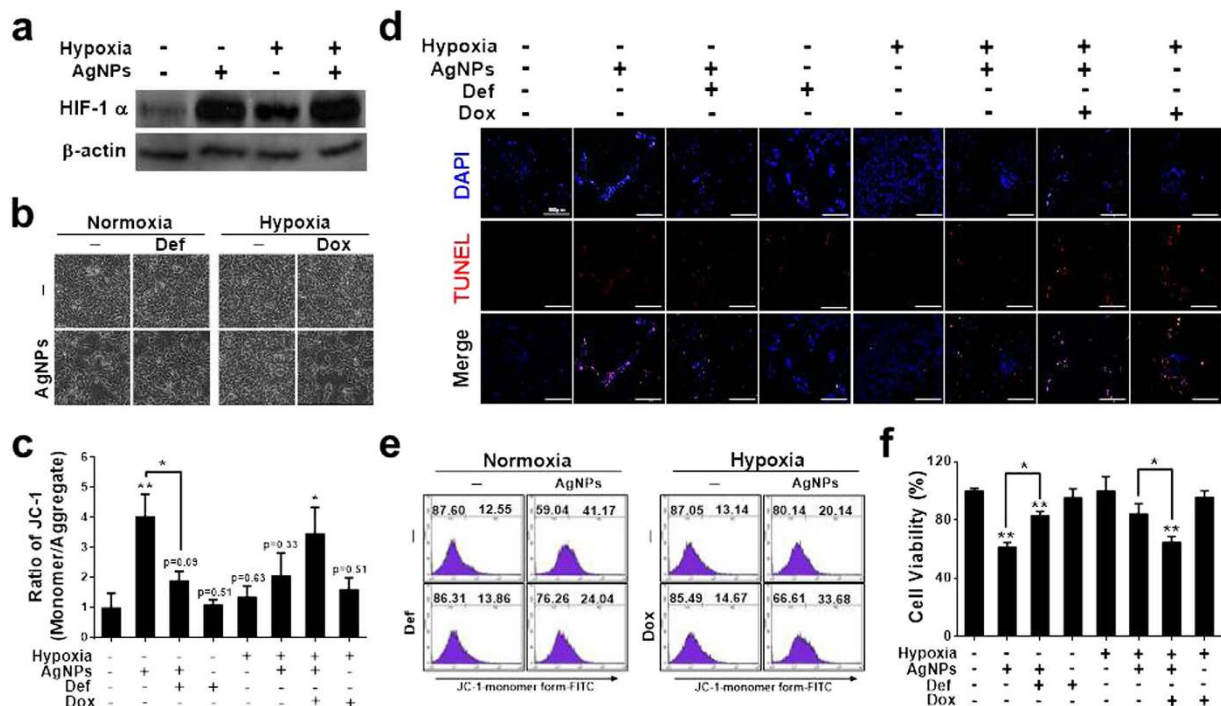 a
Hypoxia - - + +
AgNPs - + - +
HIF-1 α
β-actin
b
Normoxia Hypoxia
– Def – Dox
–
AgNPs
c
Ratio of JC-1
(Monomer/Aggregate)
6
5
4
3
2
1
0
** * p=0.09 p=0.51 p=0.63 p=0.33 * p=0.51
Hypoxia - - - - + + + +
AgNPs - + + - - + + -
Def - - + + - - - -
Dox - - - - - - + +
d
Hypoxia - - - - + + + +
AgNPs - + + - - + + -
Def - - + + - - - -
Dox - - - - - - + +
DAPI
TUNEL
Merge
e
Normoxia Hypoxia
– AgNPs – AgNPs
–
87.60 12.55 59.04 41.17
Def
86.31 13.86 76.26 24.04
–
87.05 13.14 80.14 20.14
Dox
85.49 14.67 66.61 33.68
JC-1-monomer form-FITC JC-1-monomer form-FITC
f
Cell Viability (%)
120
80
40
0
** * ** * **
Hypoxia - - - - + + + +
AgNPs - + + - - + + -
Def - - + + - - - -
Dox - - - - - - + +